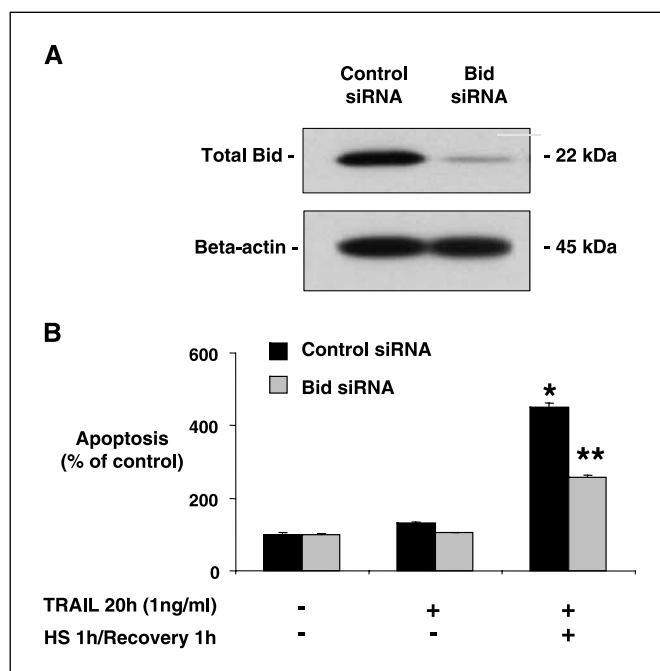 A
Control
siRNA
Bid
siRNA
Total Bid -
- 22 kDa
Beta-actin -
- 45 kDa
B
600
400
200
0
Apoptosis
(% of control)
Control siRNA
Bid siRNA
*
**
TRAIL 20h (1ng/ml) - + +
HS 1h/Recovery 1h - - +